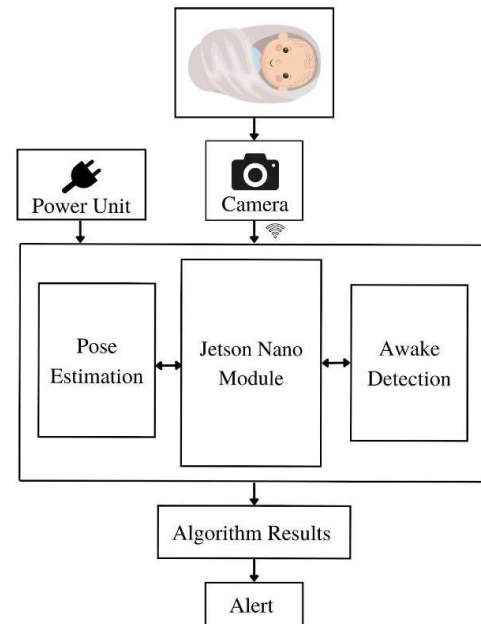 Power Unit
Camera
Pose
Estimation
Jetson Nano
Module
Awake
Detection
Algorithm Results
Alert